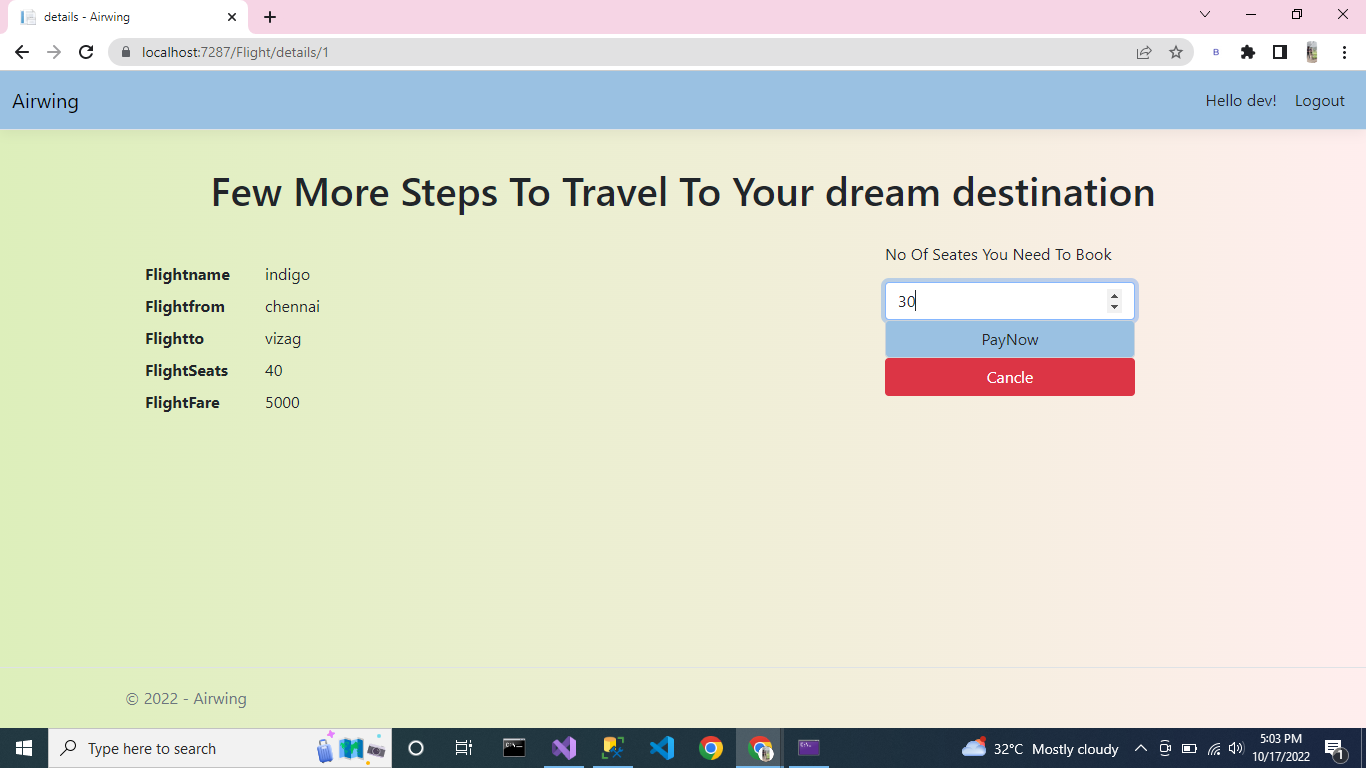 details - Airwing
localhost:7287/Flight/details/1
Airwing
Hello dev!
Logout
Few More Steps To Travel To Your dream destination
Flightname indigo
Flightfrom chennai
Flightto vizag
FlightSeats 40
FlightFare 5000
No Of Seates You Need To Book
30
PayNow
Cancle
© 2022 - Airwing
Type here to search
32°C Mostly cloudy
5:03 PM
10/17/2022
1